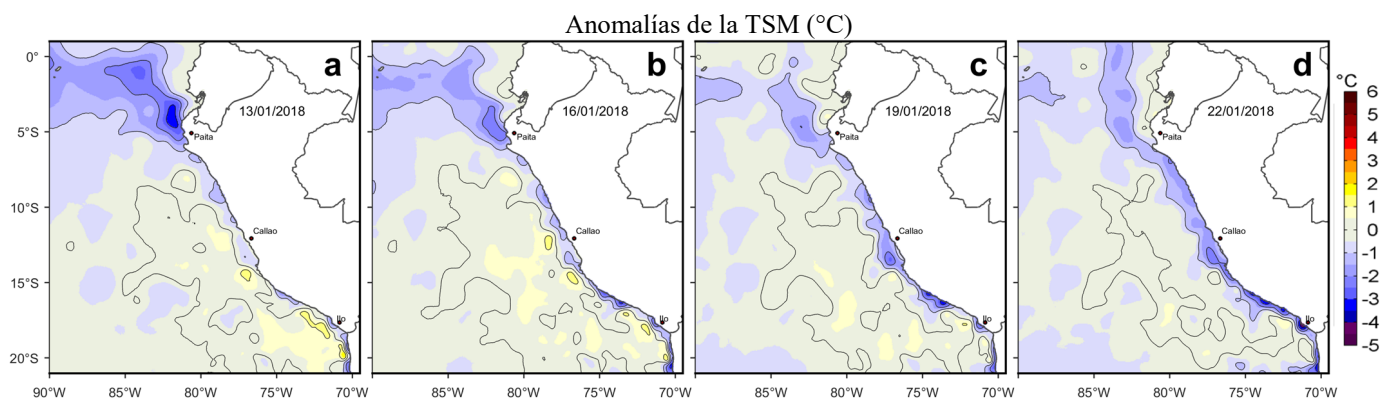 Anomalías de la TSM (°C)
a
b
c
d
13/01/2018
16/01/2018
19/01/2018
22/01/2018
Paita
Paita
Paita
Paita
Callao
Callao
Callao
Callao
Ilo
Ilo
Ilo
Ilo
0°
5°S
10°S
15°S
20°S
90°W 85°W 80°W 75°W 70°W
85°W 80°W 75°W 70°W
85°W 80°W 75°W 70°W
85°W 80°W 75°W 70°W
°C
6
5
4
3
2
1
0
-1
-2
-3
-4
-5